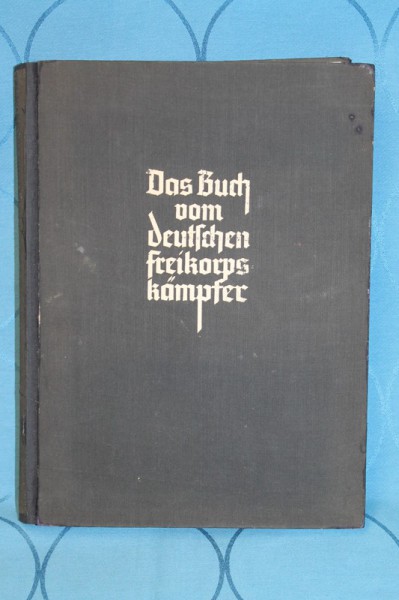 Das Buch
vom
deutschen
freikorps
kämpfer